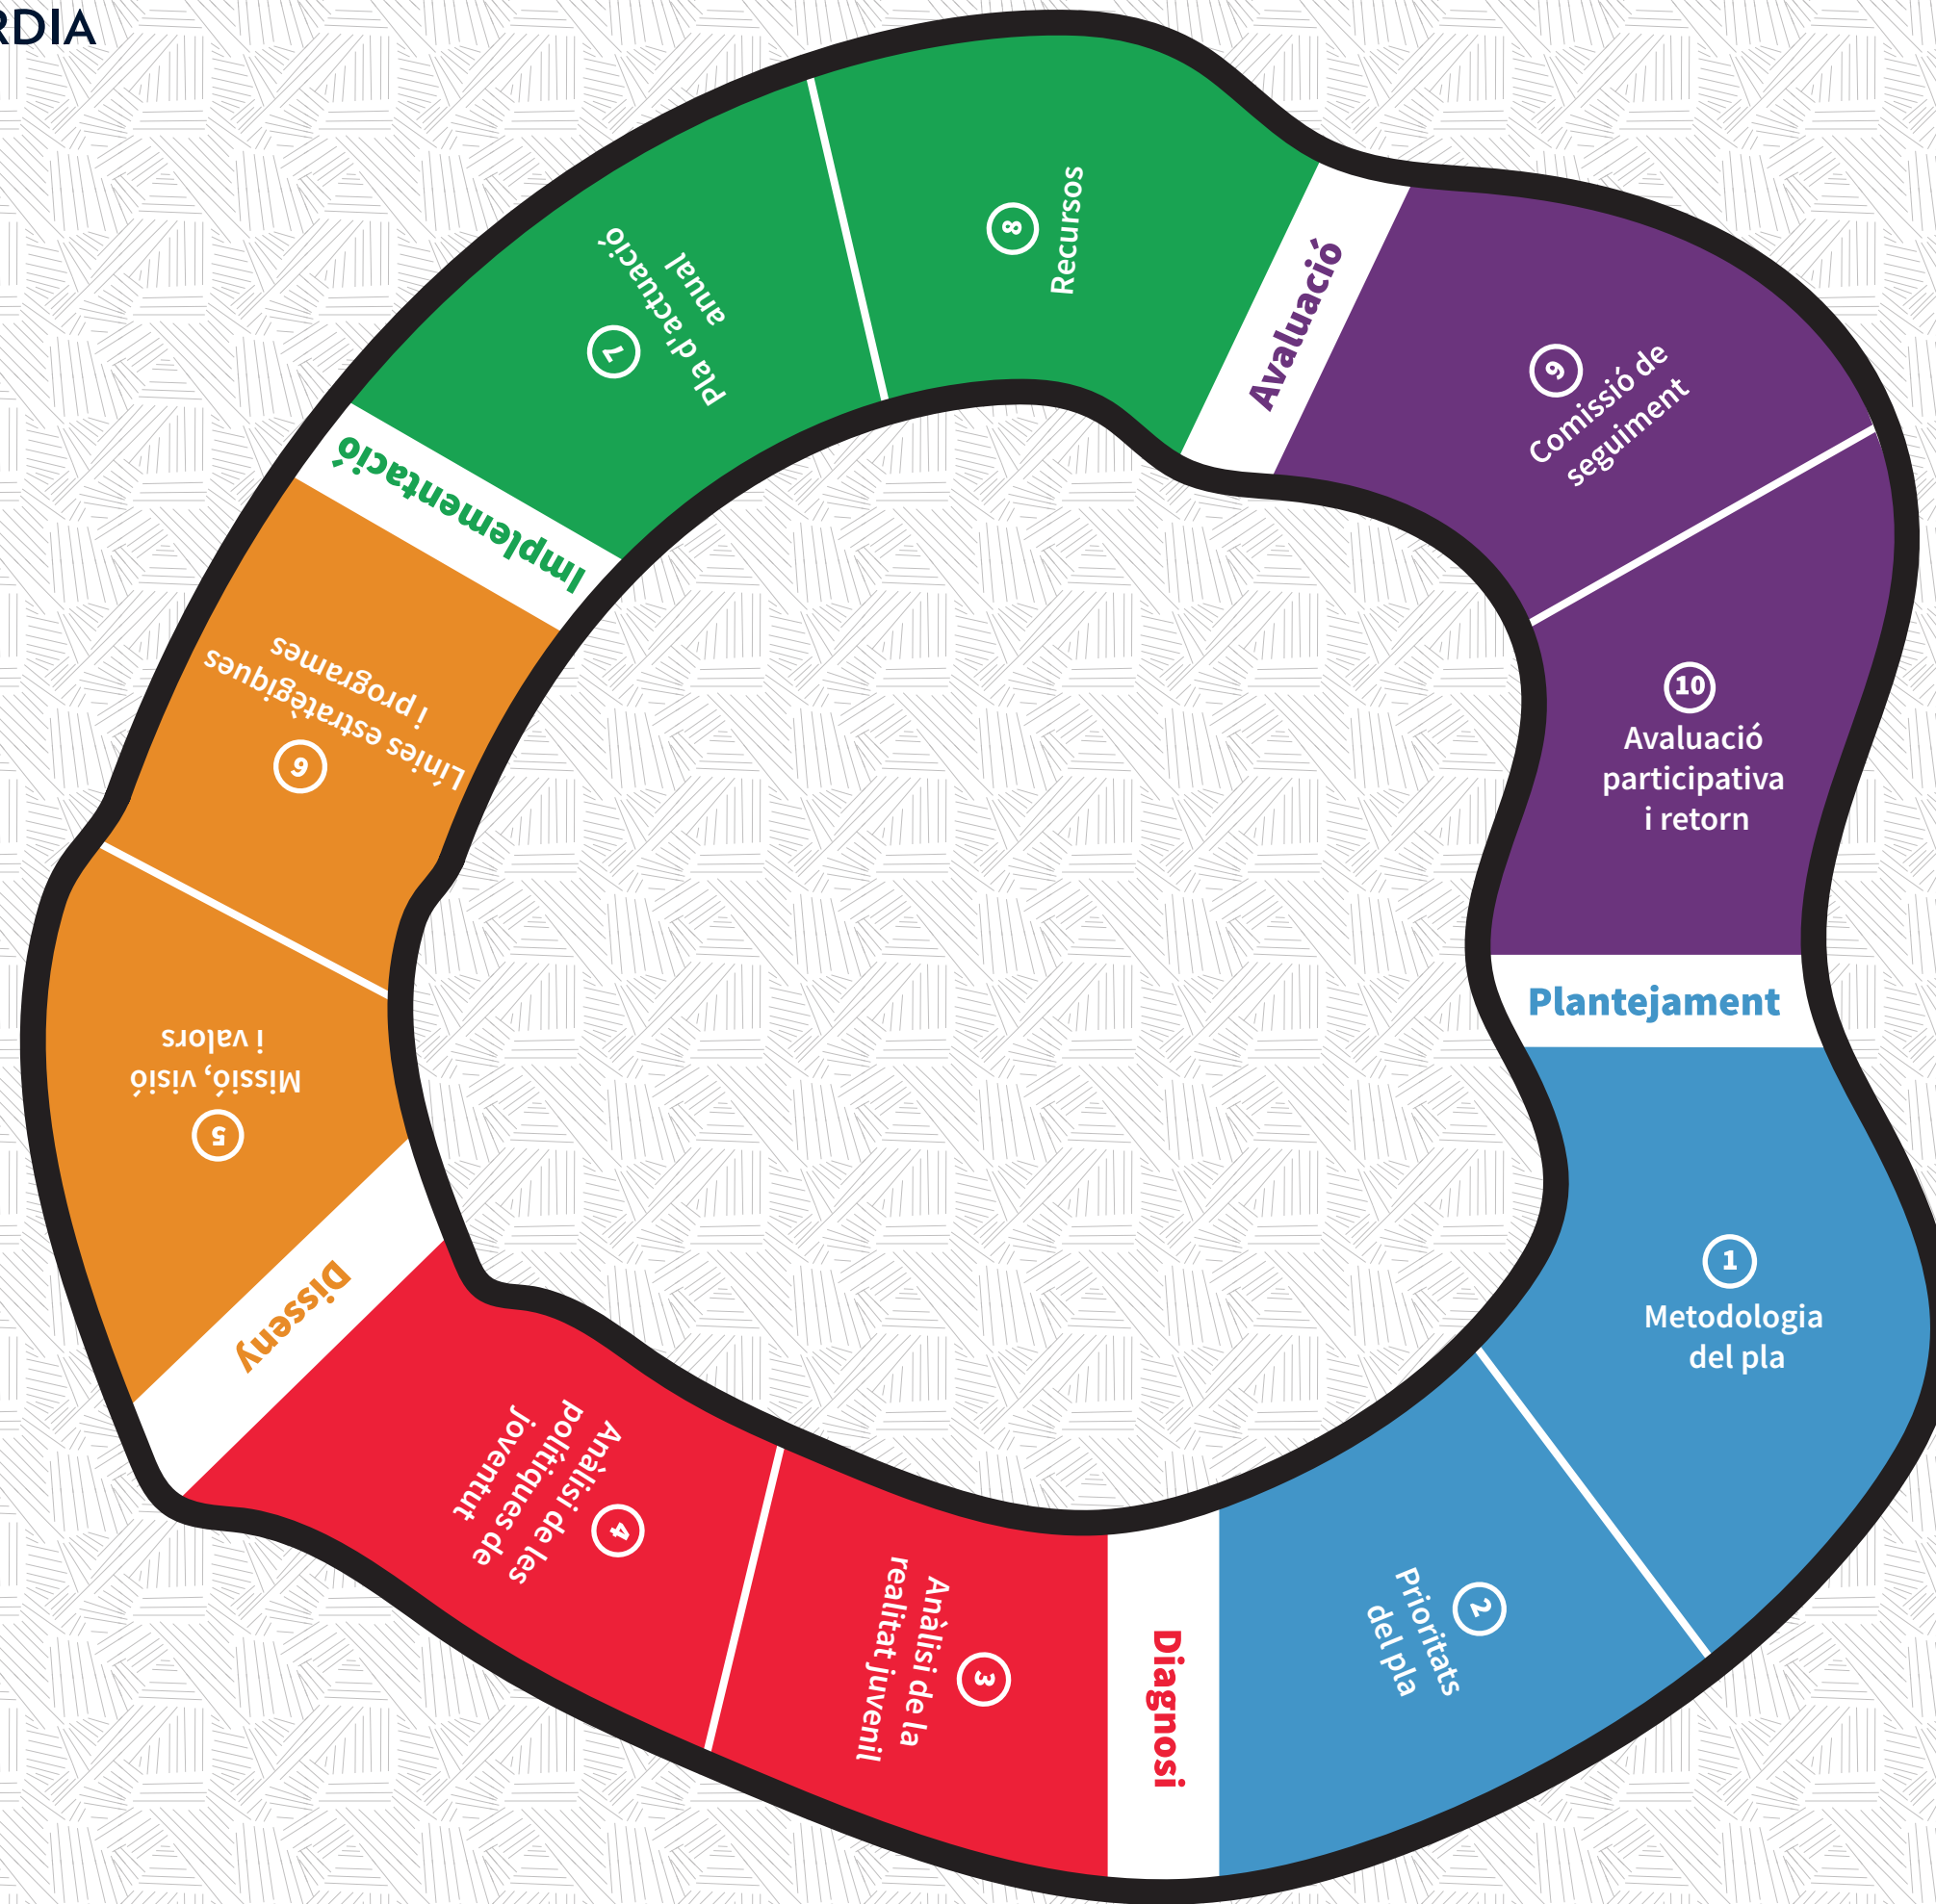 RDIA
Plantejament
1
Metodologia
del pla
2
Prioritats
del pla
Diagnosi
3
Anàlisi de la
realitat juvenil
4
Anàlisi de les
polítiques de
joventut
Disseny
5
Missió, visió
i valors
6
Línies estratègiques
i programes
Implementació
7
Pla d'actuació
anual
8
Recursos
Avaluació
9
Comissió de
seguiment
10
Avaluació
participativa
i retorn